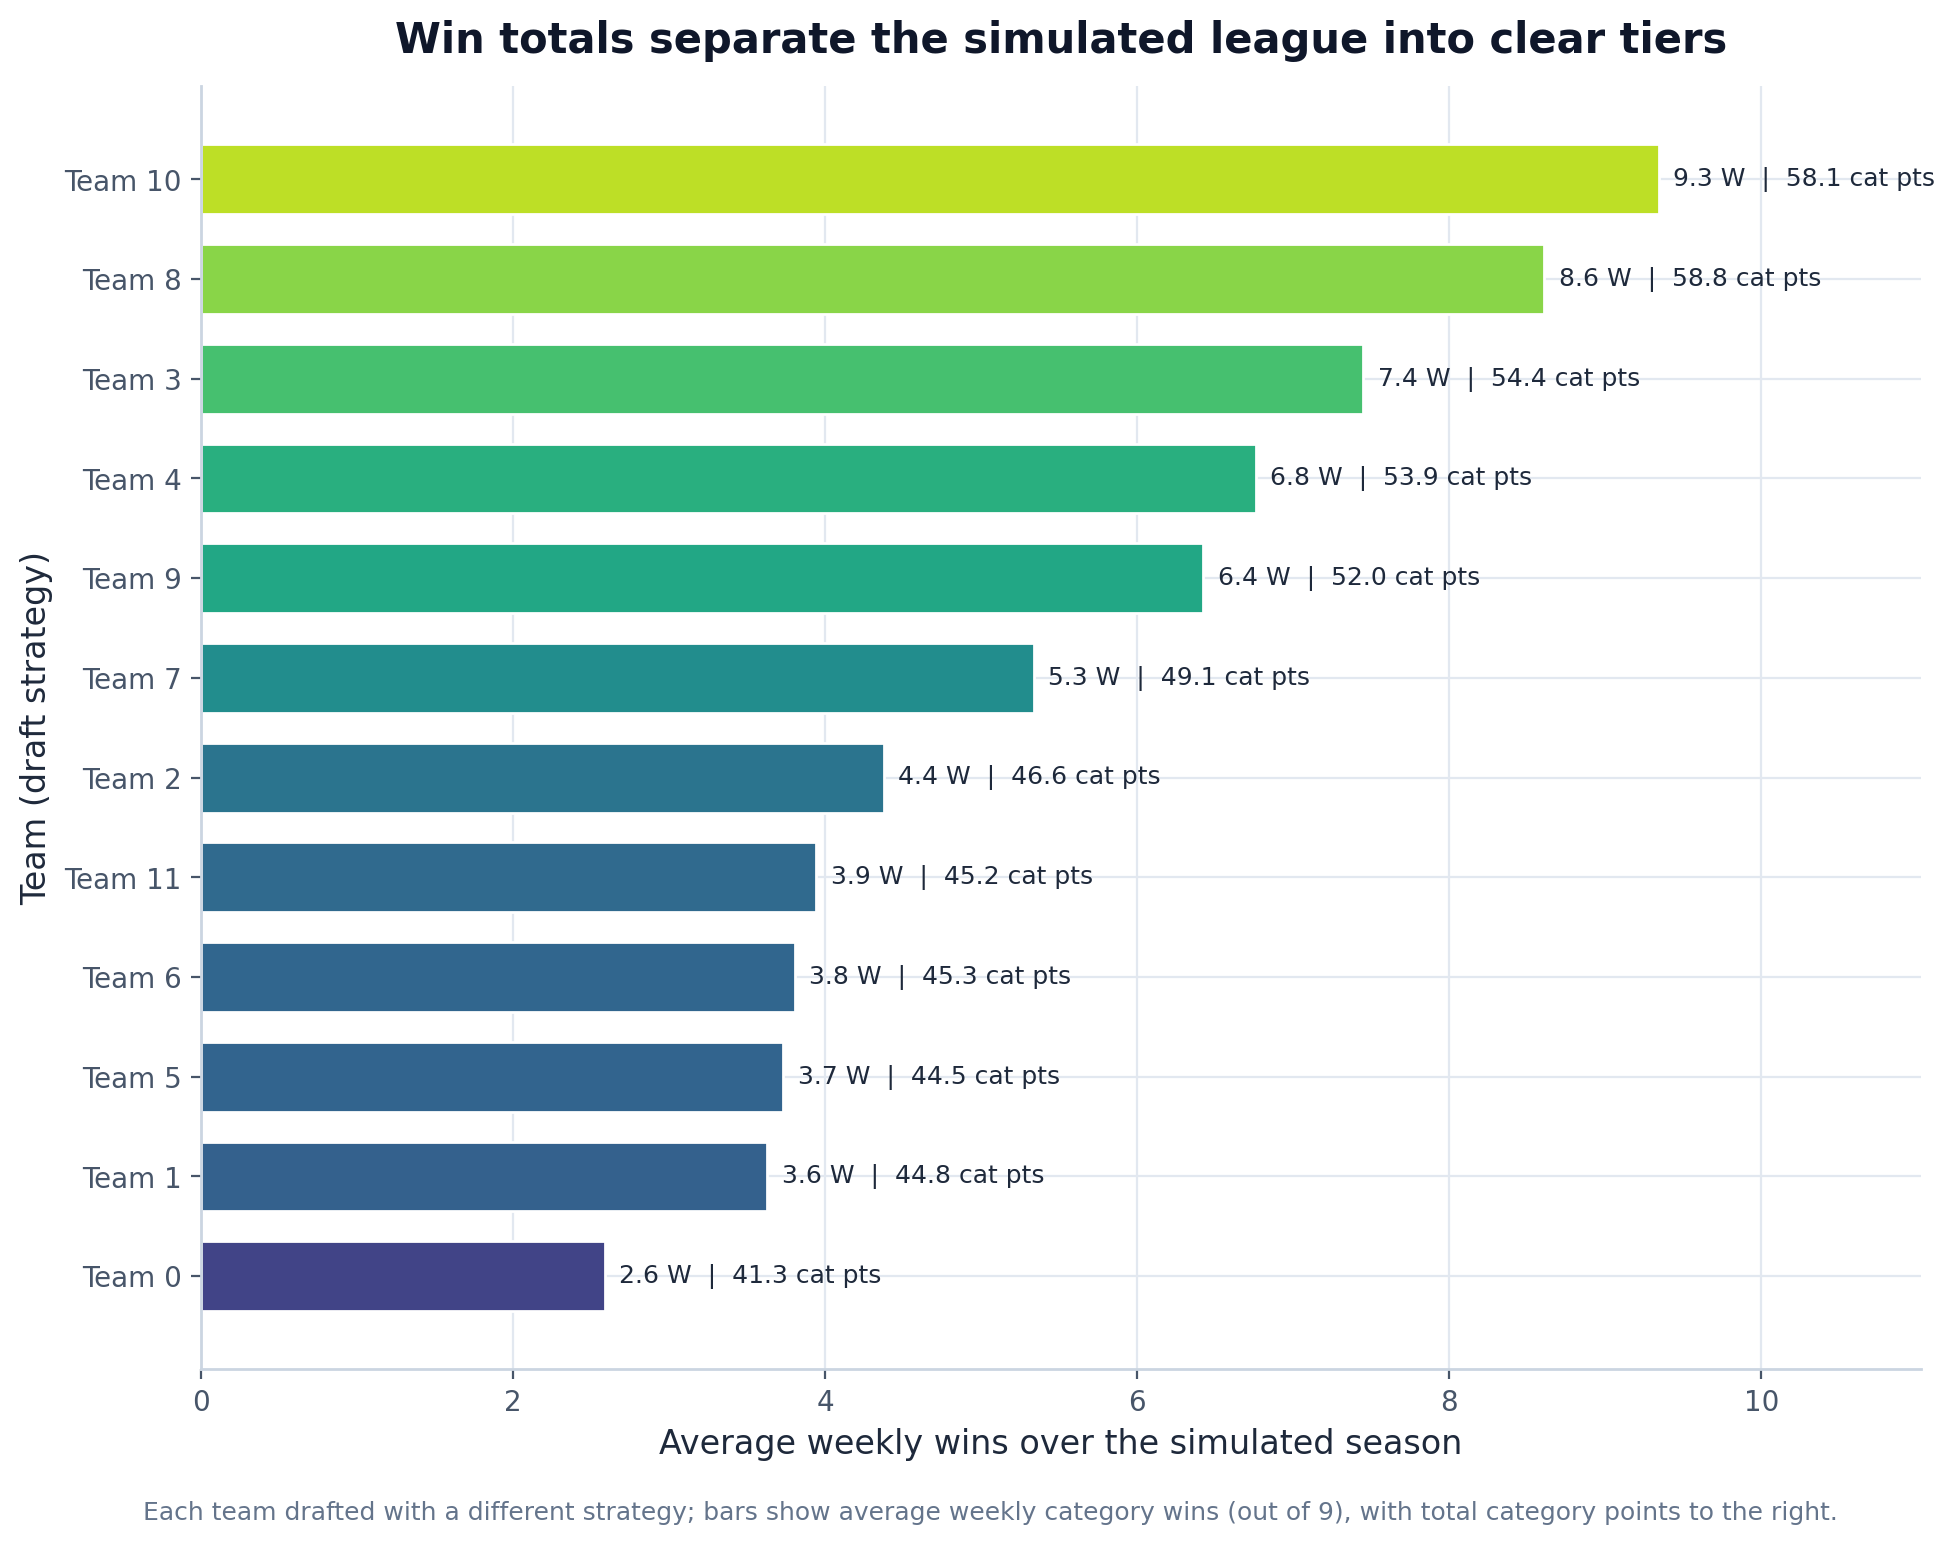 Win totals separate the simulated league into clear tiers
Team (draft strategy)
Team 10
9.3 W | 58.1 cat pts
Team 8
8.6 W | 58.8 cat pts
Team 3
7.4 W | 54.4 cat pts
Team 4
6.8 W | 53.9 cat pts
Team 9
6.4 W | 52.0 cat pts
Team 7
5.3 W | 49.1 cat pts
Team 2
4.4 W | 46.6 cat pts
Team 11
3.9 W | 45.2 cat pts
Team 6
3.8 W | 45.3 cat pts
Team 5
3.7 W | 44.5 cat pts
Team 1
3.6 W | 44.8 cat pts
Team 0
2.6 W | 41.3 cat pts
0 2 4 6 8 10
Average weekly wins over the simulated season
Each team drafted with a different strategy; bars show average weekly category wins (out of 9), with total category points to the right.